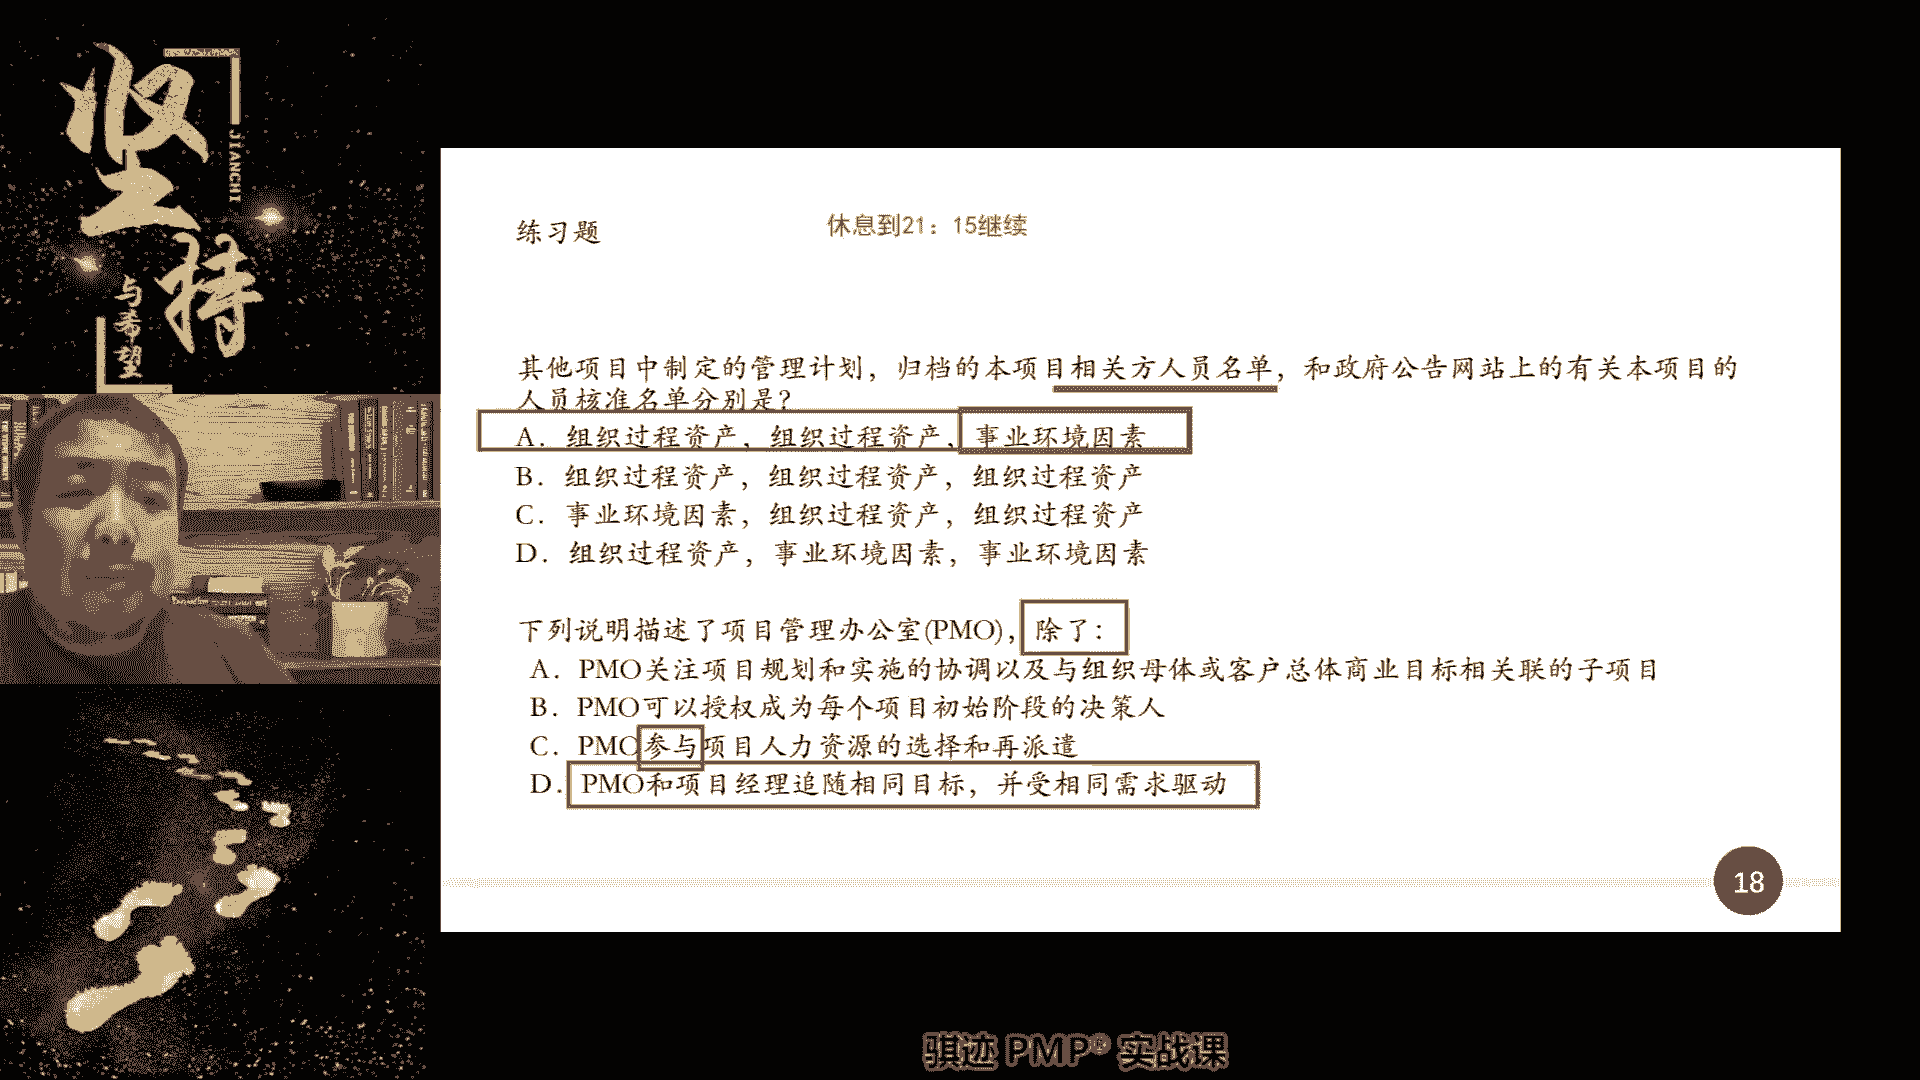 坚持
JIANCHI
与希望
练习题
休息到21：15继续
其他项目中制定的管理计划，归档的本项目相关方人员名单，和政府公告网站上的有关本项目的
人员核准名单分别是？
A. 组织过程资产，组织过程资产，事业环境因素
B. 组织过程资产，组织过程资产，组织过程资产
C. 事业环境因素，组织过程资产，组织过程资产
D. 组织过程资产，事业环境因素，事业环境因素
下列说明描述了项目管理办公室(PMO)，除了：
A. PMO关注项目规划和实施的协调以及与组织母体或客户总体商业目标相关联的子项目
B. PMO可以授权成为每个项目初始阶段的决策人
C. PMO参与项目人力资源的选择和再派遣
D. PMO和项目经理追随相同目标，并受相同需求驱动
18
骐迹 PMP® 实战课